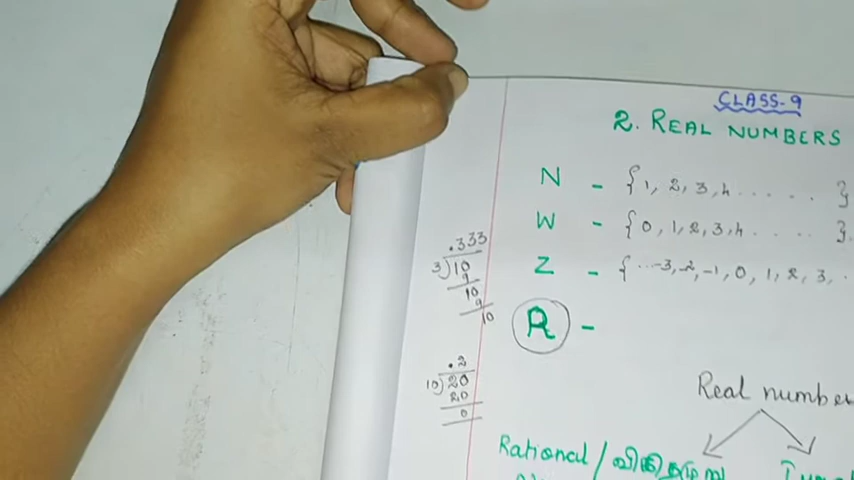 CLASS-9
2. REAL NUMBERS
N - {1, 2, 3, 4 . . . . . . }
W - {0, 1, 2, 3, 4 . . . . . }.
Z - { ...-3, -2, -1, 0, 1, 2, 3, .
R -
.333
3)10
9
10
9
10
.2
10)20
20
0
Real number
Rational /